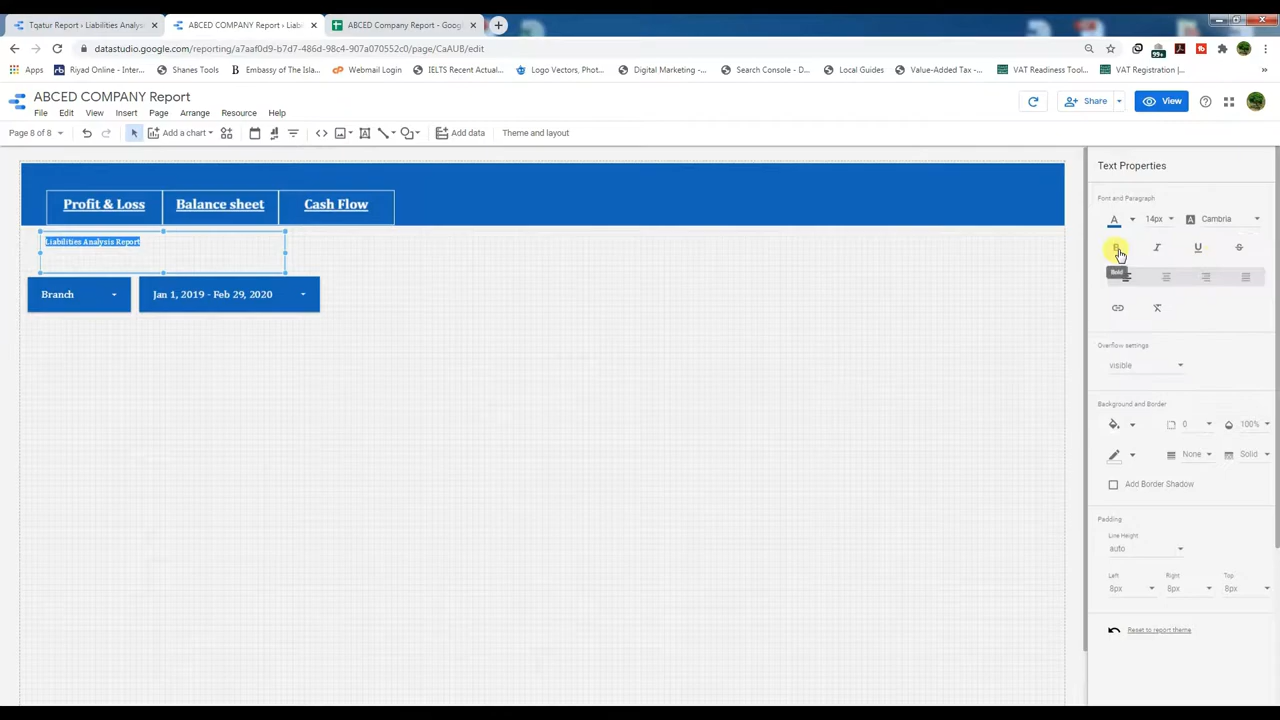 Tqatur Report › Liabilities Analysis
ABCED COMPANY Report › Liab
ABCED Company Report - Goog
datastudio.google.com/reporting/a7aaf0d9-b7d7-486d-98c4-907a070552c0/page/CaAUB/edit
Apps
Riyad Online - Inter...
Shanes Tools
Embassy of The Isla...
Webmail Login
IELTS Recent Actual...
Logo Vectors, Phot...
Digital Marketing -...
Search Console - D...
Local Guides
Value-Added Tax -...
VAT Readiness Tool...
VAT Registration |...
99+
ABCED COMPANY Report
File Edit View Insert Page Arrange Resource Help
Share
View
Page 8 of 8
Add a chart
Add data
Theme and layout
Profit & Loss
Balance sheet
Cash Flow
Liabilities Analysis Report
Branch
Jan 1, 2019 - Feb 29, 2020
Text Properties
Font and Paragraph
A 14px Cambria
Bold
Overflow settings
visible
Background and Border
0 100%
None Solid
Add Border Shadow
Padding
Line Height
auto
Left Right Top
8px 8px 8px
Reset to report theme